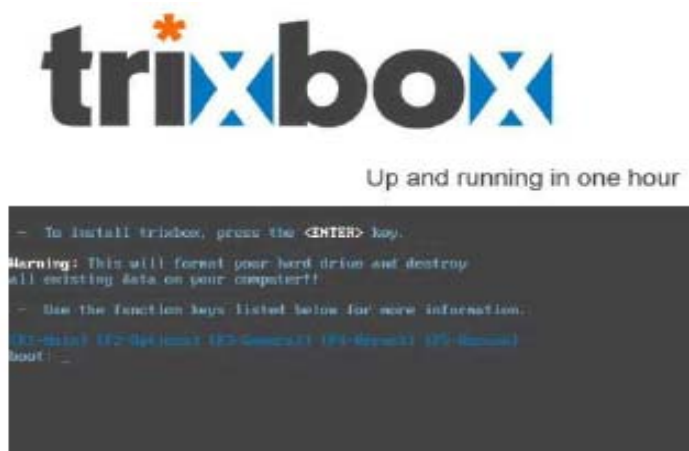 trixbox
Up and running in one hour
- To install trixbox, press the <ENTER> key.
Warning: This will format your hard drive and destroy
all existing data on your computer!!
- Use the function keys listed below for more information.
[F1-Main] [F2-Options] [F3-General] [F4-Kernel] [F5-Rescue]
boot: _